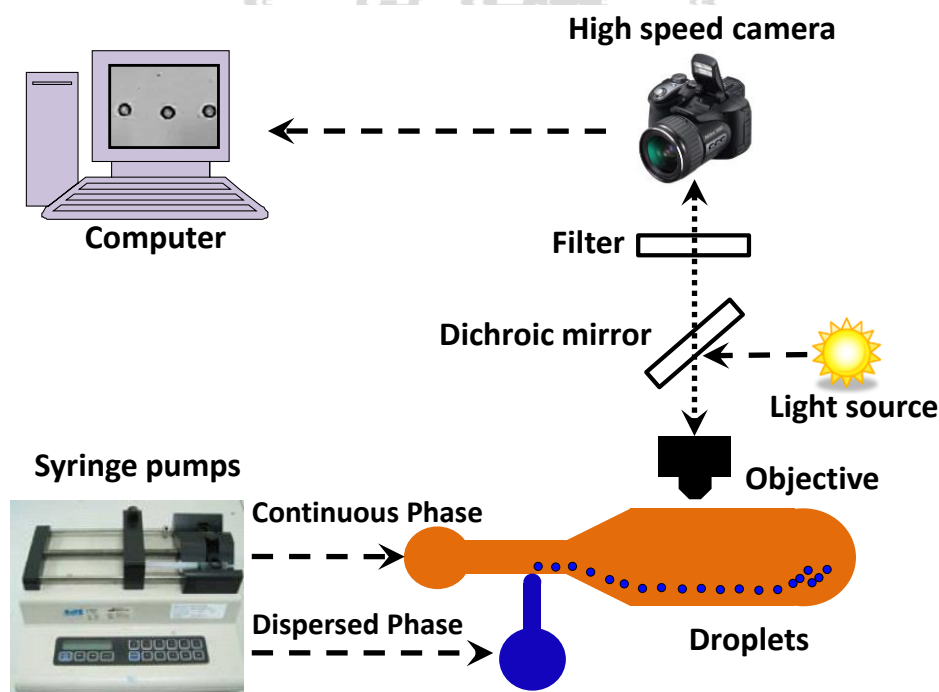 High speed camera
Computer
Filter
Dichroic mirror
Light source
Syringe pumps
Objective
Continuous Phase
Dispersed Phase
Droplets